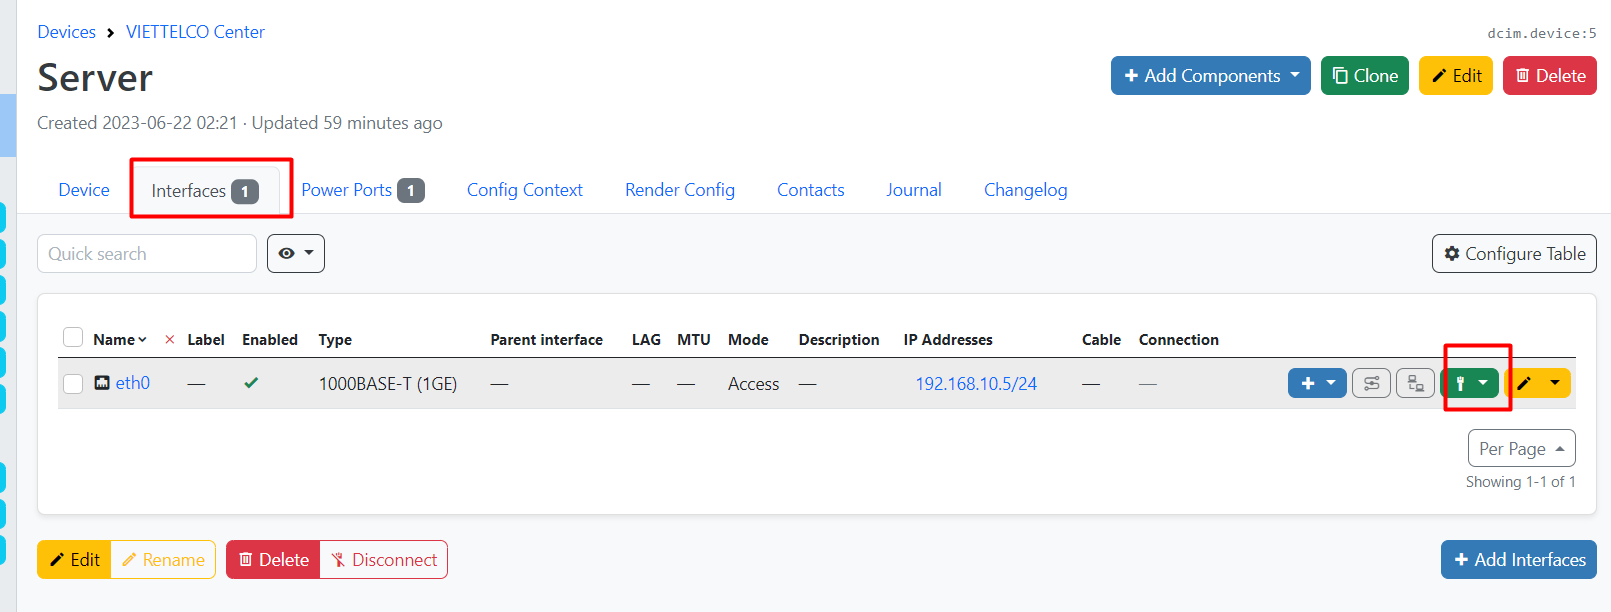 Devices > VIETTELCO Center
dcim.device:5
Server
Add Components
Clone
Edit
Delete
Created 2023-06-22 02:21 · Updated 59 minutes ago
Device
Interfaces 1
Power Ports 1
Config Context
Render Config
Contacts
Journal
Changelog
Quick search
Configure Table
Name Label Enabled Type Parent interface LAG MTU Mode Description IP Addresses Cable Connection
eth0 — 1000BASE-T (1GE) — — — Access — 192.168.10.5/24 — —
Per Page
Showing 1-1 of 1
Edit
Rename
Delete
Disconnect
Add Interfaces